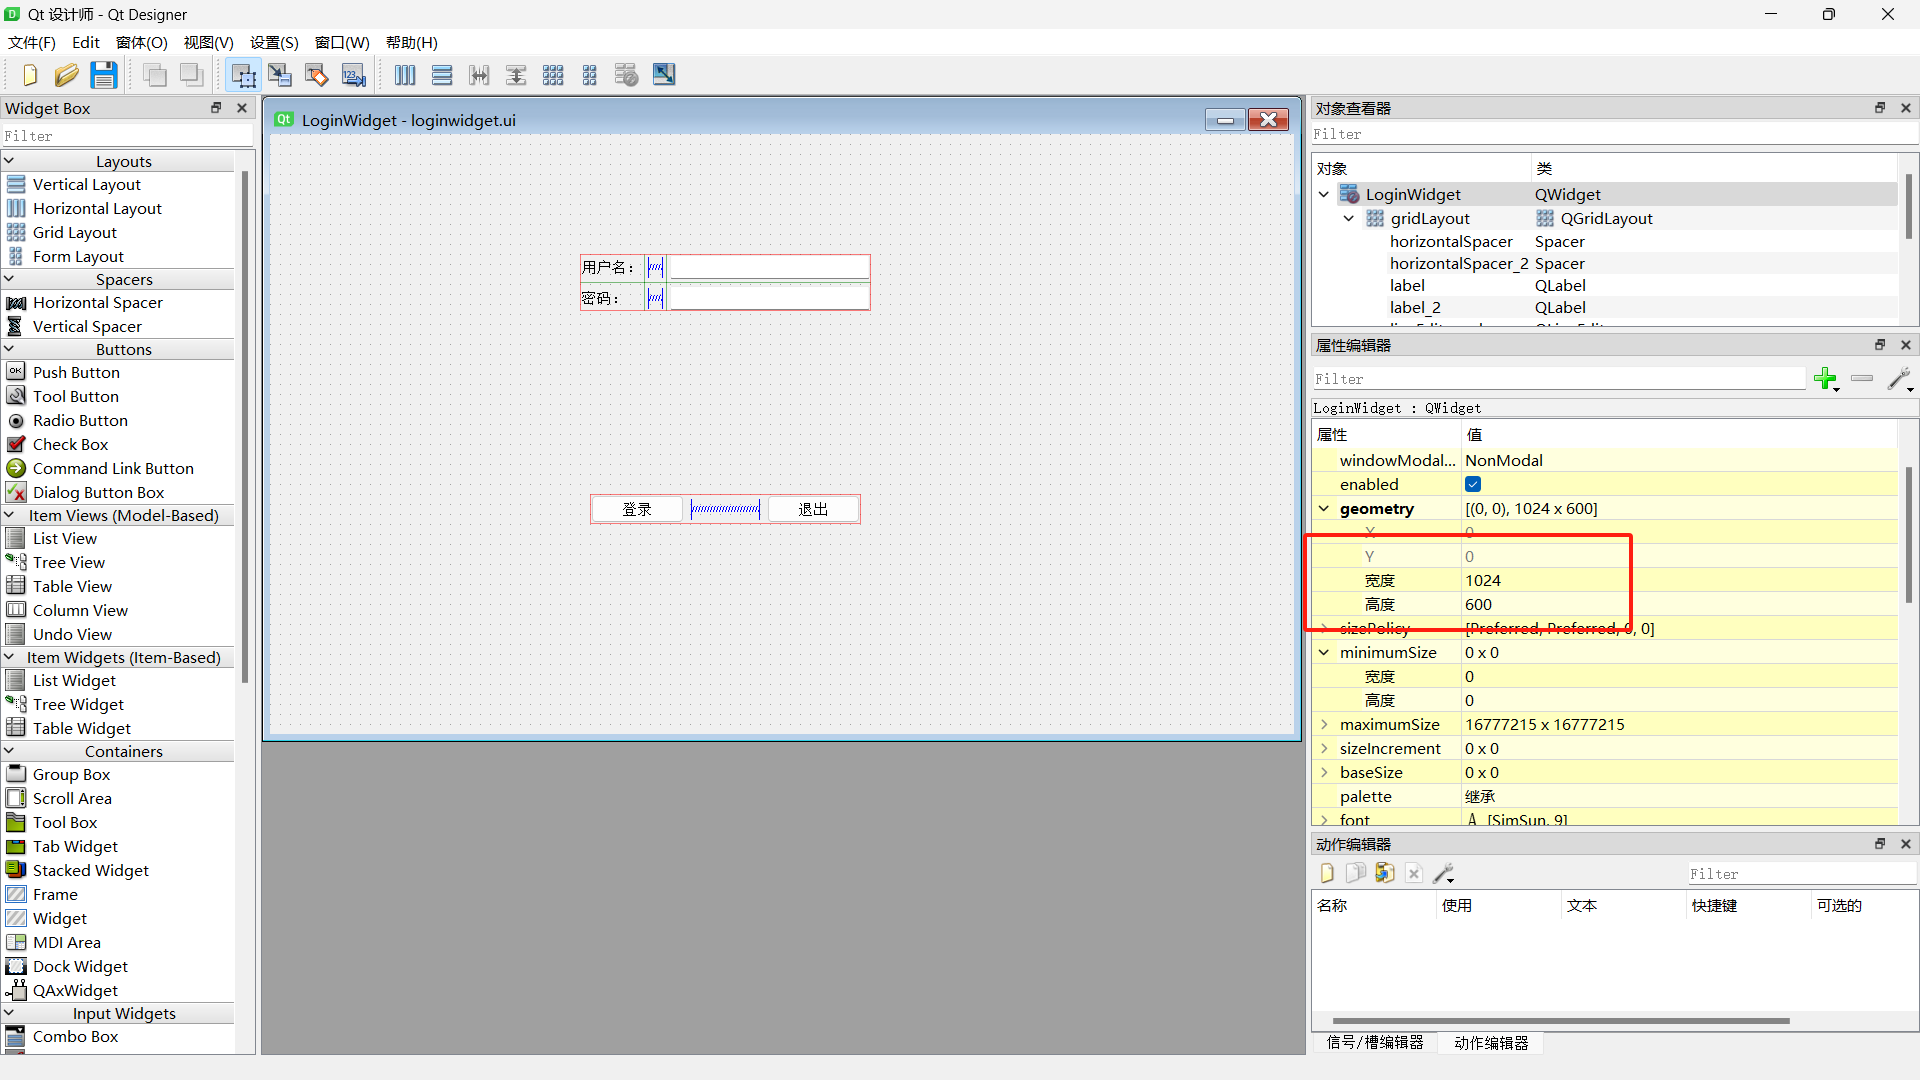 Qt 设计师 - Qt Designer
文件(F) Edit 窗体(O) 视图(V) 设置(S) 窗口(W) 帮助(H)
Widget Box
Filter
Layouts
Vertical Layout
Horizontal Layout
Grid Layout
Form Layout
Spacers
Horizontal Spacer
Vertical Spacer
Buttons
Push Button
Tool Button
Radio Button
Check Box
Command Link Button
Dialog Button Box
Item Views (Model-Based)
List View
Tree View
Table View
Column View
Undo View
Item Widgets (Item-Based)
List Widget
Tree Widget
Table Widget
Containers
Group Box
Scroll Area
Tool Box
Tab Widget
Stacked Widget
Frame
Widget
MDI Area
Dock Widget
QAxWidget
Input Widgets
Combo Box
LoginWidget - loginwidget.ui
用户名：
密码：
登录 退出
对象查看器
Filter
对象 类
LoginWidget QWidget
gridLayout QGridLayout
horizontalSpacer Spacer
horizontalSpacer_2 Spacer
label QLabel
label_2 QLabel
属性编辑器
Filter
LoginWidget : QWidget
属性 值
windowModal... NonModal
enabled
geometry [(0, 0), 1024 x 600]
X 0
Y 0
宽度 1024
高度 600
sizePolicy [Preferred, Preferred, 0, 0]
minimumSize 0 x 0
宽度 0
高度 0
maximumSize 16777215 x 16777215
sizeIncrement 0 x 0
baseSize 0 x 0
palette 继承
font A [SimSun, 9]
动作编辑器
Filter
名称 使用 文本 快捷键 可选的
信号/槽编辑器 动作编辑器